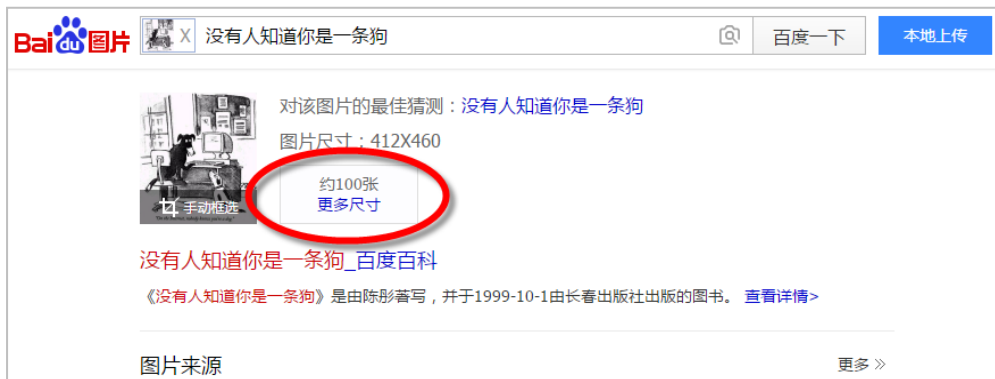 Bai du 图片 X 没有人知道你是一条狗 百度一下 本地上传
对该图片的最佳猜测：没有人知道你是一条狗
图片尺寸：412X460
约100张
更多尺寸
手动框选
没有人知道你是一条狗_百度百科
《没有人知道你是一条狗》是由陈彤著写，并于1999-10-1由长春出版社出版的图书。 查看详情>
图片来源 更多 »